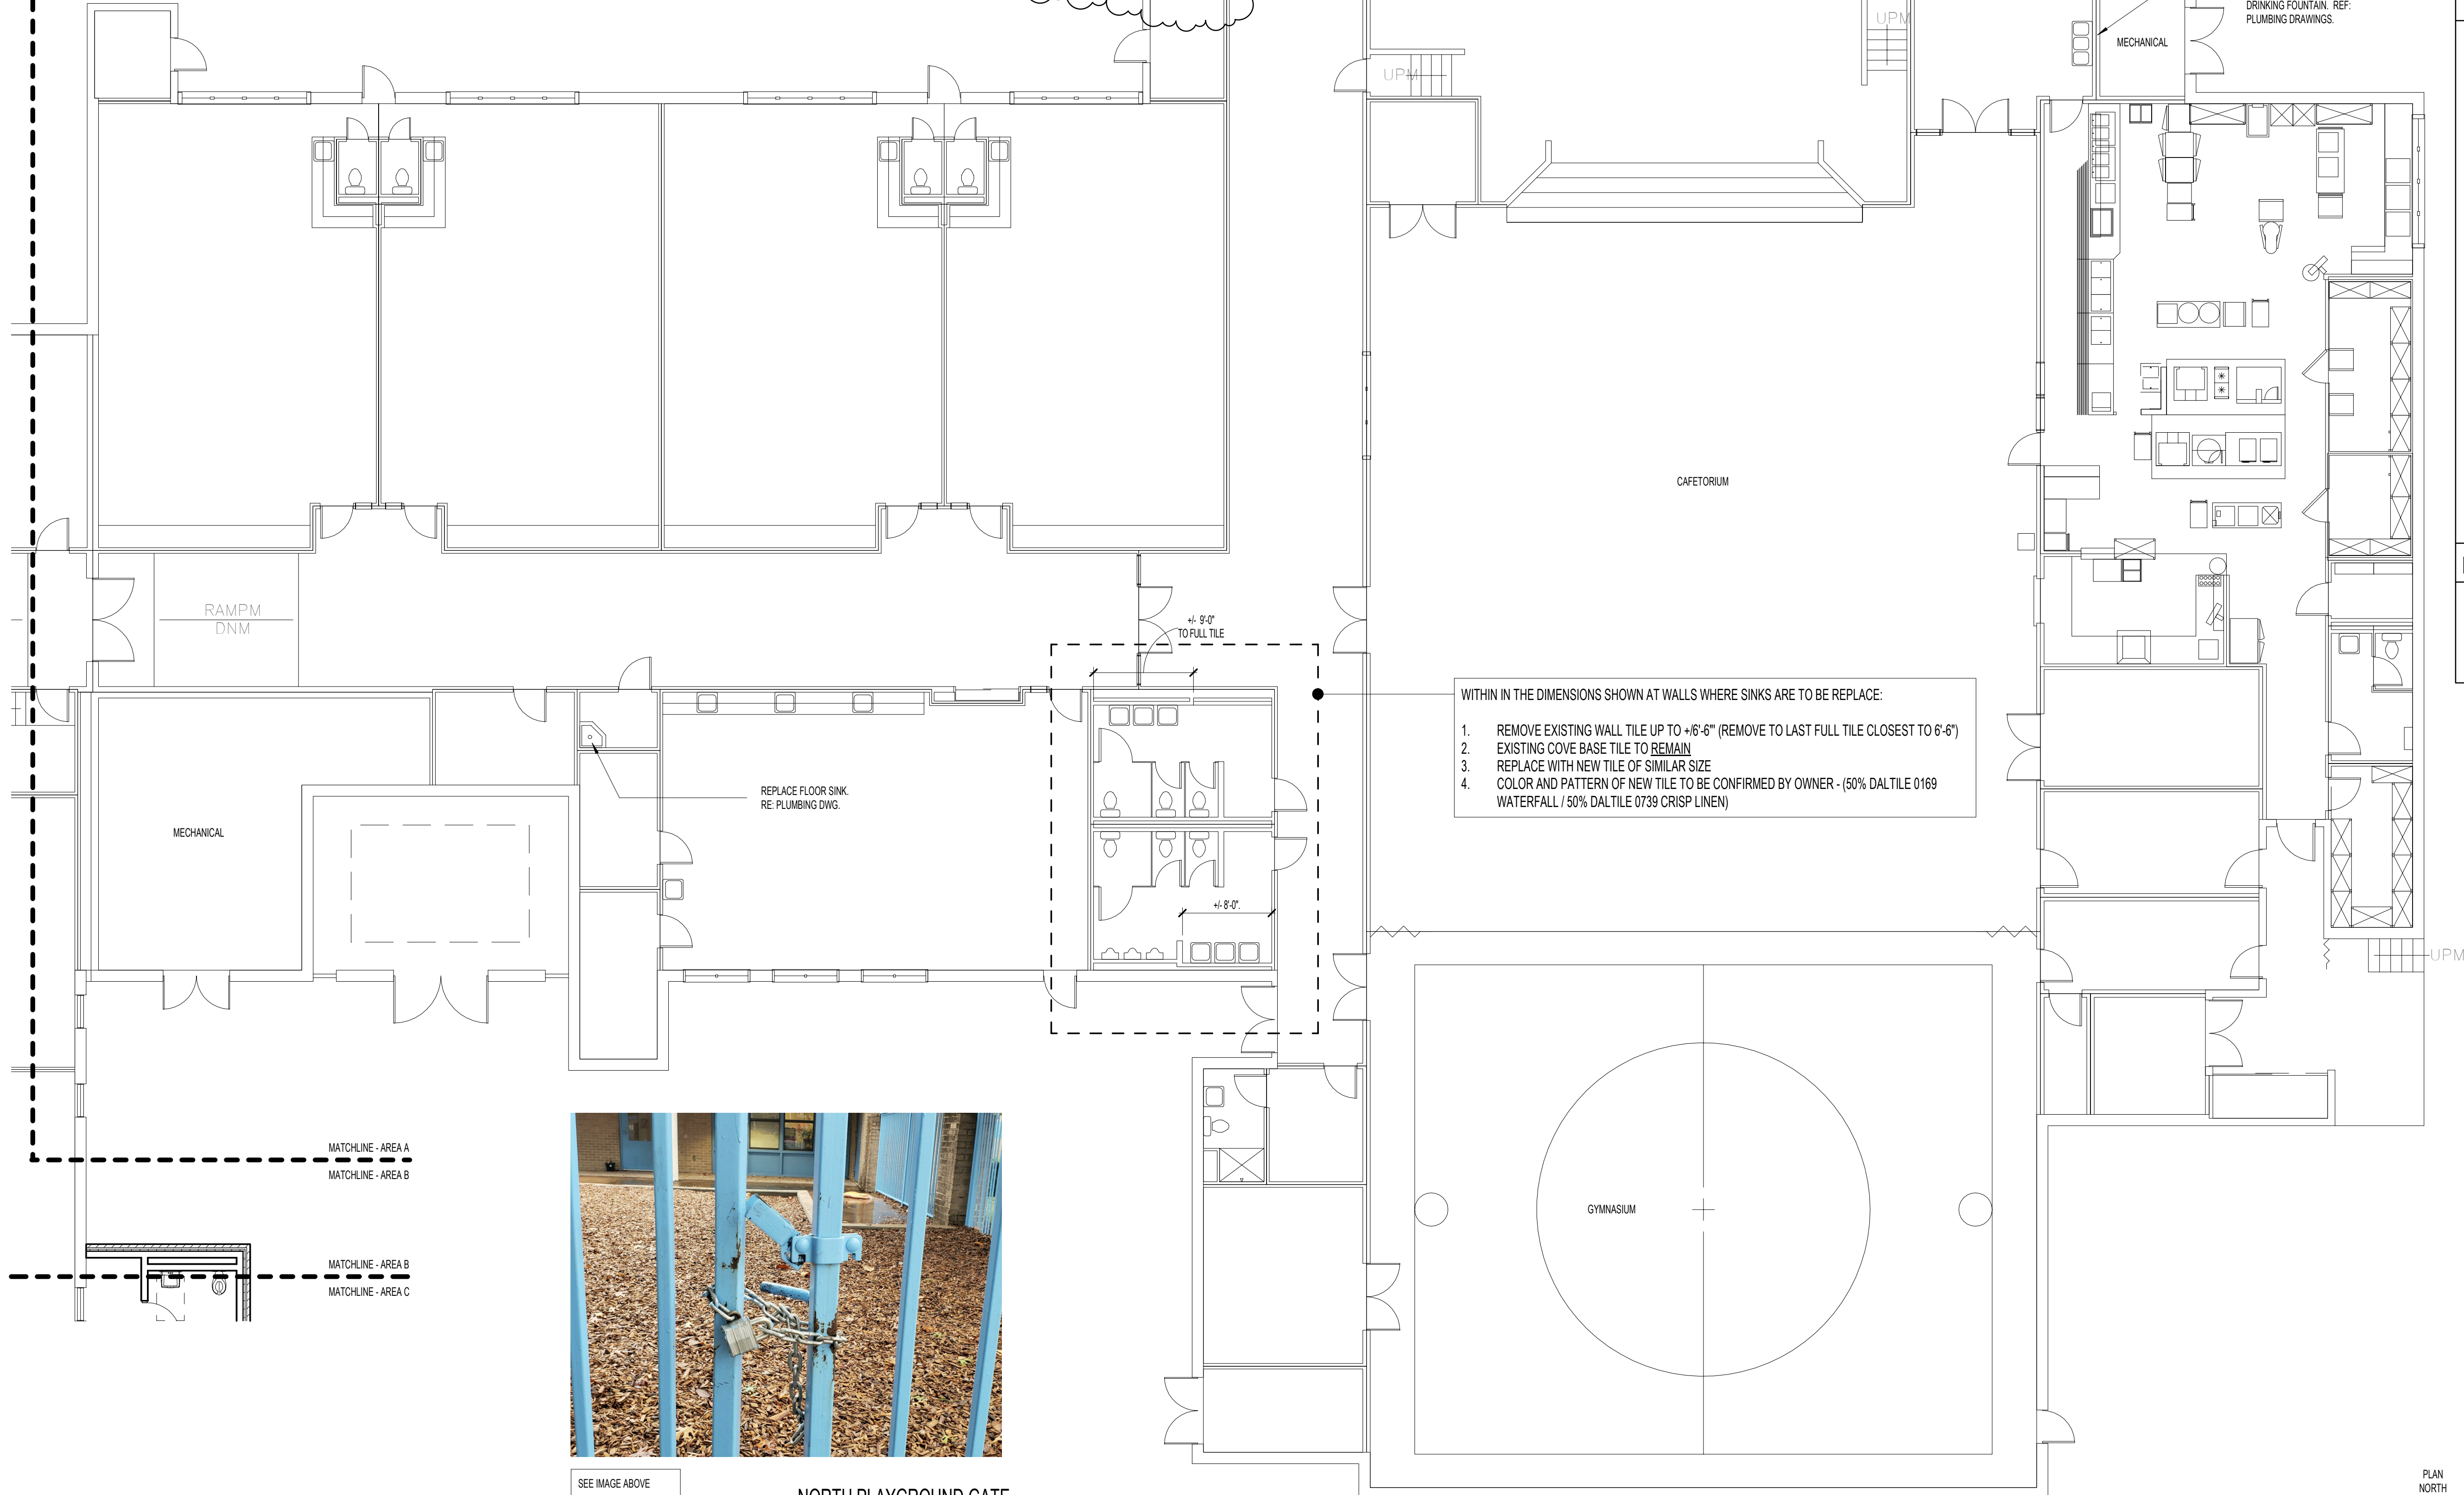 DRINKING FOUNTAIN. REF:
PLUMBING DRAWINGS.
UPM
MECHANICAL
UPM
CAFETORIUM
RAMPM
DNM
+/- 9'-0"
TO FULL TILE
WITHIN IN THE DIMENSIONS SHOWN AT WALLS WHERE SINKS ARE TO BE REPLACE:
1. REMOVE EXISTING WALL TILE UP TO +/6'-6"' (REMOVE TO LAST FULL TILE CLOSEST TO 6'-6")
2. EXISTING COVE BASE TILE TO REMAIN
3. REPLACE WITH NEW TILE OF SIMILAR SIZE
4. COLOR AND PATTERN OF NEW TILE TO BE CONFIRMED BY OWNER - (50% DALTILE 0169
WATERFALL / 50% DALTILE 0739 CRISP LINEN)
REPLACE FLOOR SINK.
RE: PLUMBING DWG.
MECHANICAL
+/- 8'-0".
UPM
MATCHLINE - AREA A
MATCHLINE - AREA B
MATCHLINE - AREA B
MATCHLINE - AREA C
GYMNASIUM
SEE IMAGE ABOVE
NORTH PLAYGROUND GATE
PLAN
NORTH